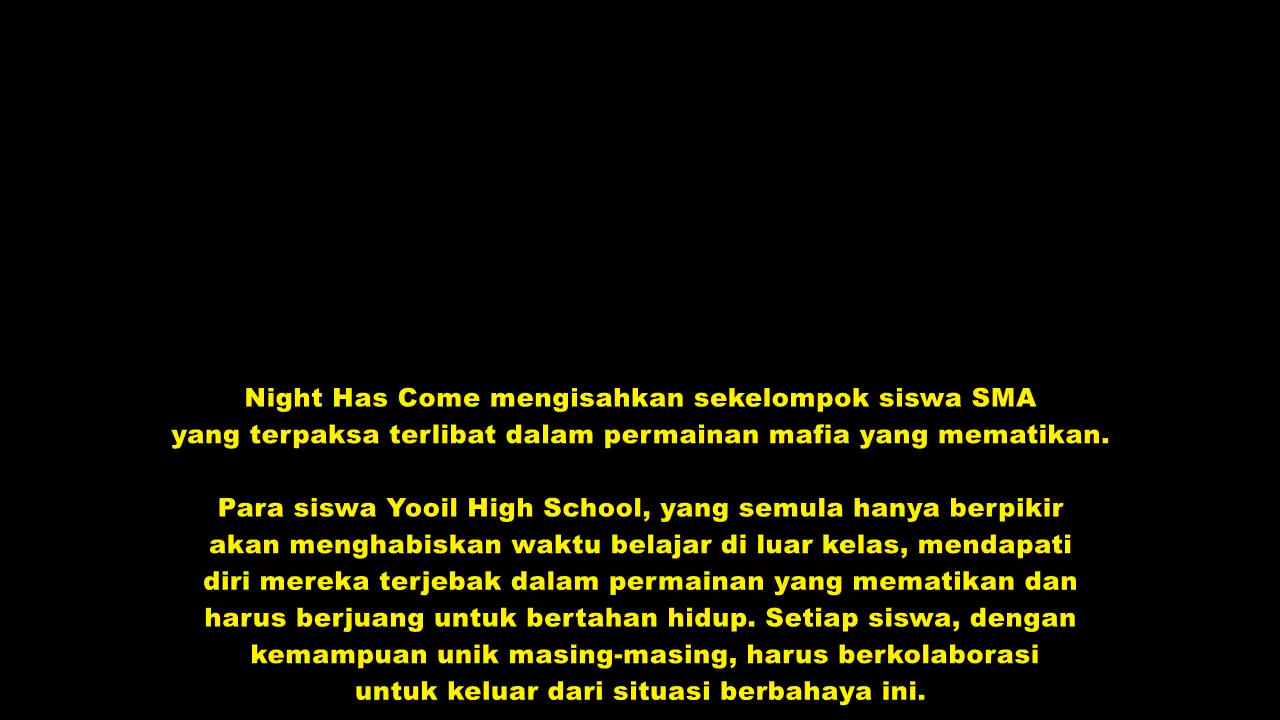 Night Has Come mengisahkan sekelompok siswa SMA
yang terpaksa terlibat dalam permainan mafia yang mematikan.
Para siswa Yooil High School, yang semula hanya berpikir
akan menghabiskan waktu belajar di luar kelas, mendapati
diri mereka terjebak dalam permainan yang mematikan dan
harus berjuang untuk bertahan hidup. Setiap siswa, dengan
kemampuan unik masing-masing, harus berkolaborasi
untuk keluar dari situasi berbahaya ini.